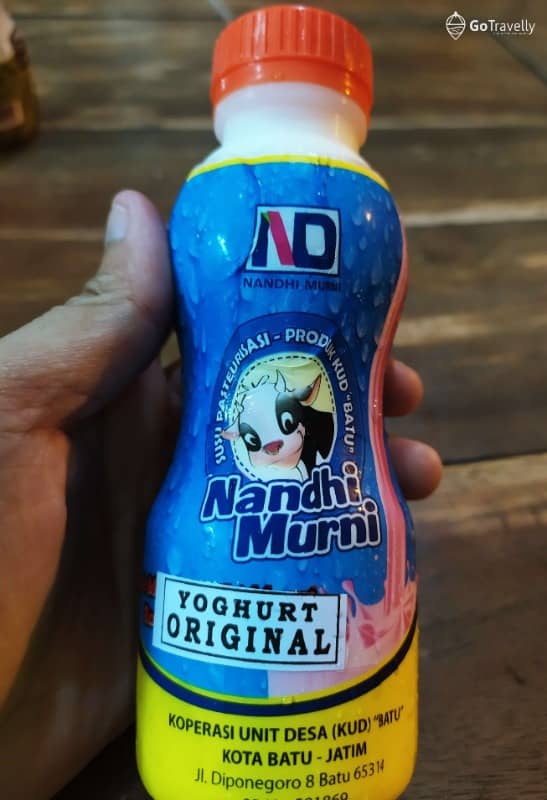 GoTravelly
ND
NANDHI MURNI
SUSU PASTEURISASI - PRODUK KUD "BATU"
Nandhi
Murni
YOGHURT
ORIGINAL
KOPERASI UNIT DESA (KUD) "BATU"
KOTA BATU - JATIM
Jl. Diponegoro 8 Batu 65314